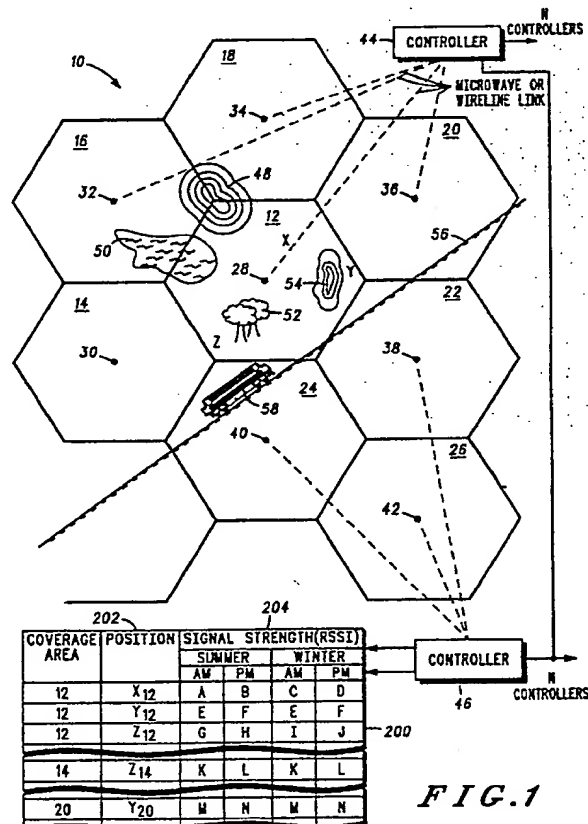 N
CONTROLLERS
44
CONTROLLER
MICROWAVE OR
WIRELINE LINK
10
18
34
16
20
32
48
36
12
X
56
50
28
54
Y
14
52
22
Z
30
38
58
24
40
26
42
202
204
COVERAGE AREA POSITION SIGNAL STRENGTH(RSSI)
SUMMER WINTER
AM PM AM PM
12 X12 A B C D
12 Y12 E F E F
12 Z12 G H I J
14 Z14 K L K L
20 Y20 M N M N
200
CONTROLLER
46
N
CONTROLLERS
FIG.1